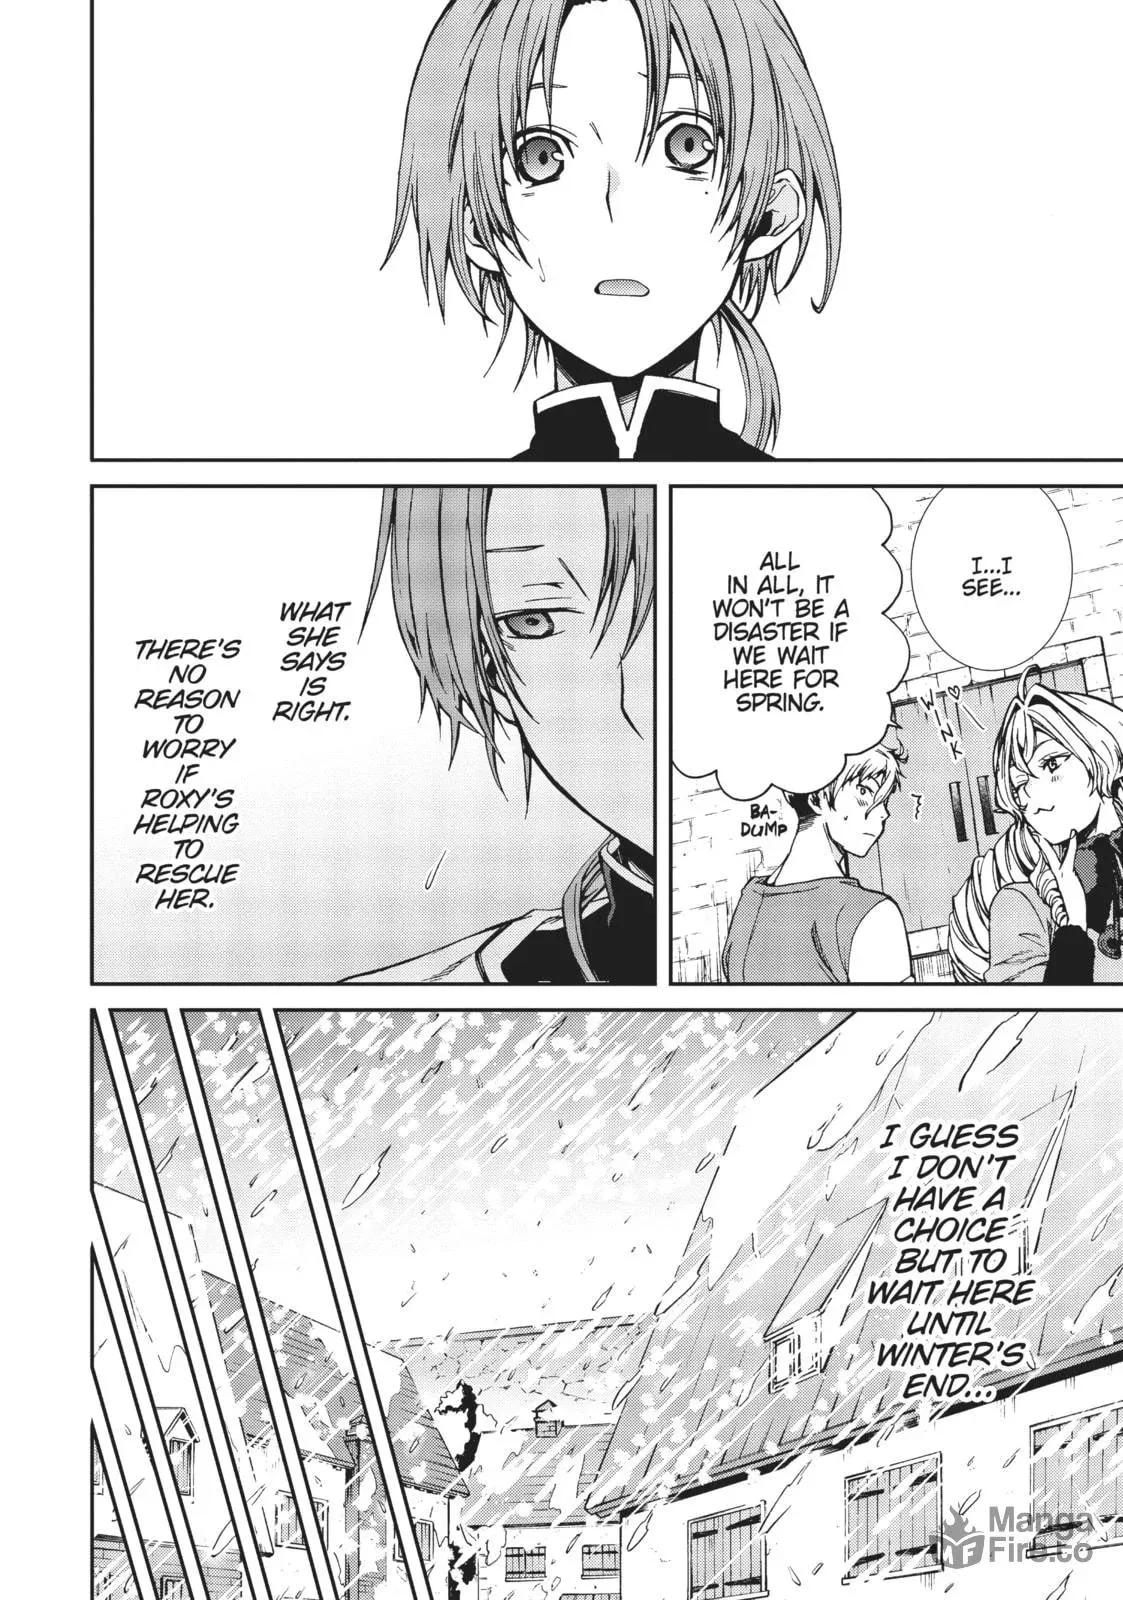 I...I
SEE...
ALL
IN ALL, IT
WON'T BE A
DISASTER IF
WE WAIT
HERE FOR
SPRING.
WINK
BA-
DUMP
WHAT
SHE
SAYS
IS
RIGHT.
THERE'S
NO
REASON
TO
WORRY
IF
ROXY'S
HELPING
TO
RESCUE
HER.
I GUESS
I DON'T
HAVE A
CHOICE
BUT TO
WAIT HERE
UNTIL
WINTER'S
END...
Manga
Fire.co
MF